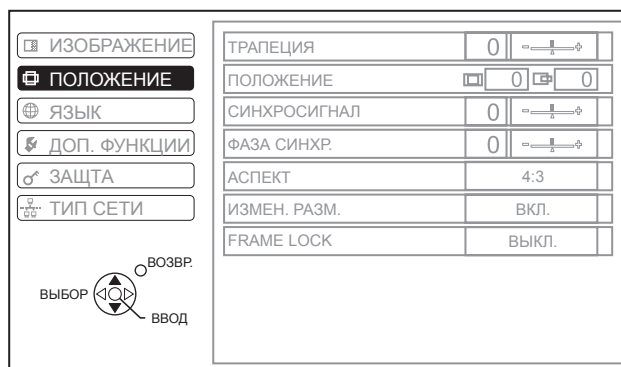 ИЗОБРАЖЕНИЕ
ПОЛОЖЕНИЕ
ЯЗЫК
ДОП. ФУНКЦИИ
ЗАЩТА
ТИП СЕТИ
ВОЗВР.
ВЫБОР
ВВОД
ТРАПЕЦИЯ 0
ПОЛОЖЕНИЕ 0 0
СИНХРОСИГНАЛ 0
ФАЗА СИНХР. 0
АСПЕКТ 4:3
ИЗМЕН. РАЗМ. ВКЛ.
FRAME LOCK ВЫКЛ.